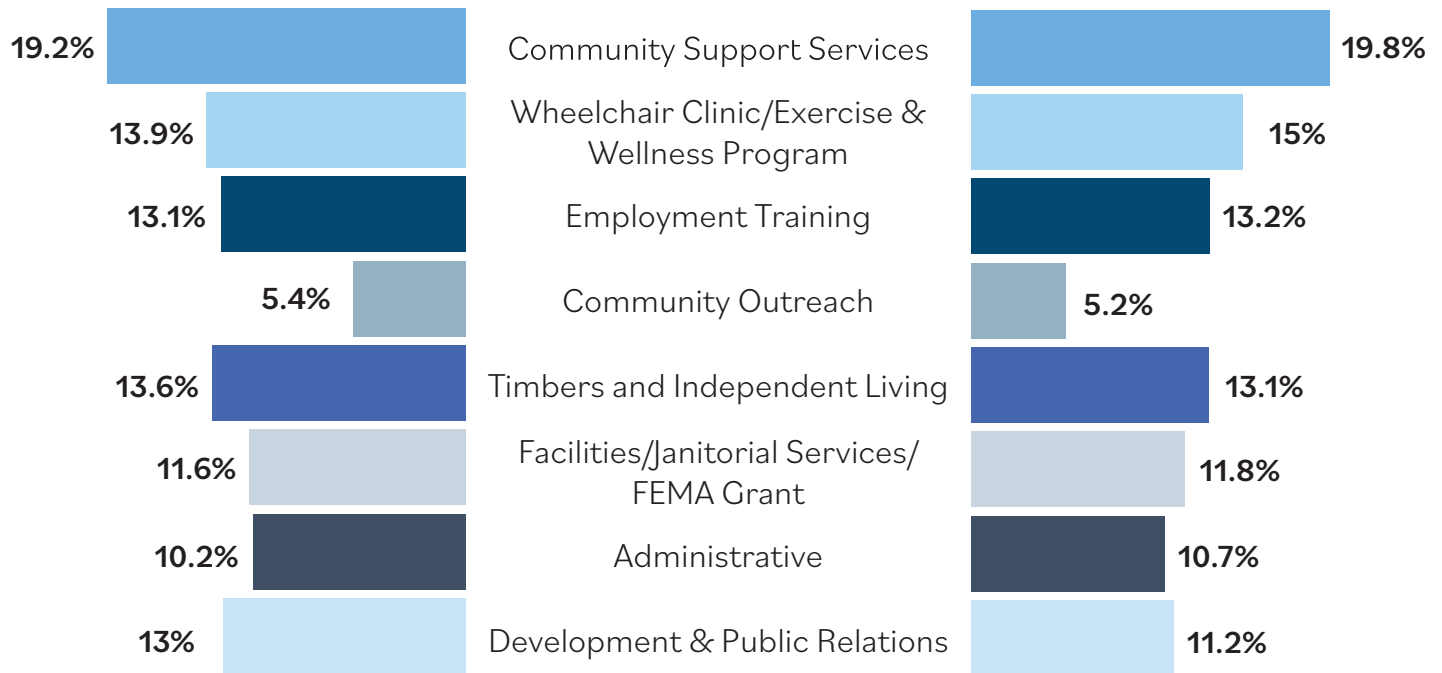 19.2% Community Support Services 19.8%
13.9% Wheelchair Clinic/Exercise & 15%
Wellness Program
13.1% Employment Training 13.2%
5.4% Community Outreach 5.2%
13.6% Timbers and Independent Living 13.1%
11.6% Facilities/Janitorial Services/ 11.8%
FEMA Grant
10.2% Administrative 10.7%
13% Development & Public Relations 11.2%